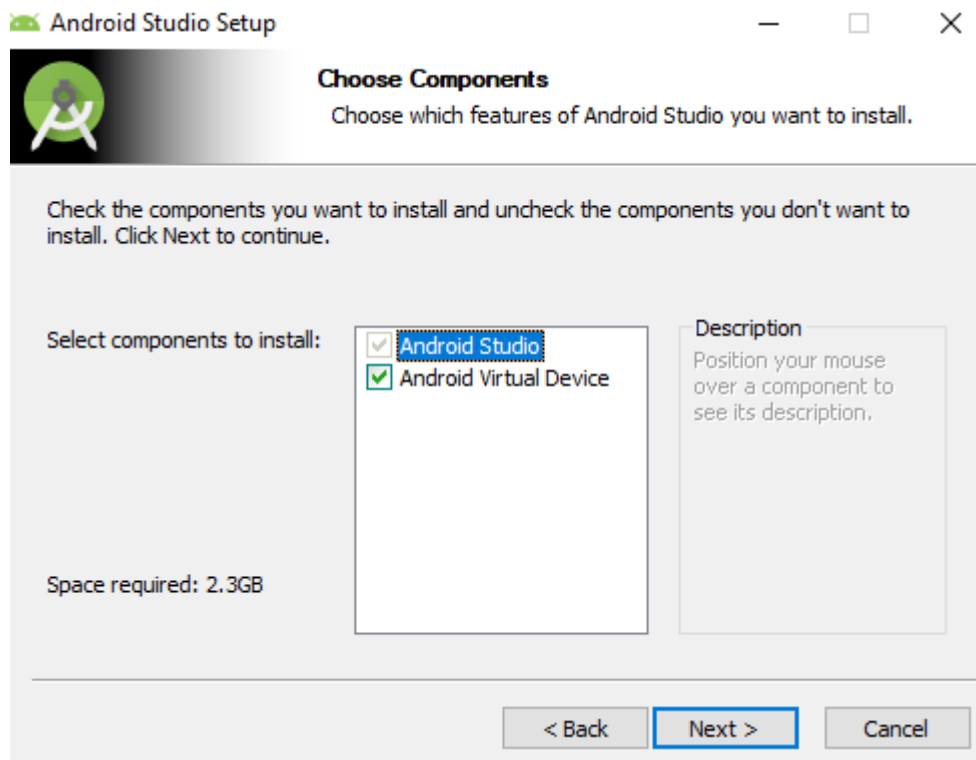 Android Studio Setup
Choose Components
Choose which features of Android Studio you want to install.
Check the components you want to install and uncheck the components you don't want to
install. Click Next to continue.
Select components to install:
Android Studio
Android Virtual Device
Description
Position your mouse
over a component to
see its description.
Space required: 2.3GB
< Back
Next >
Cancel